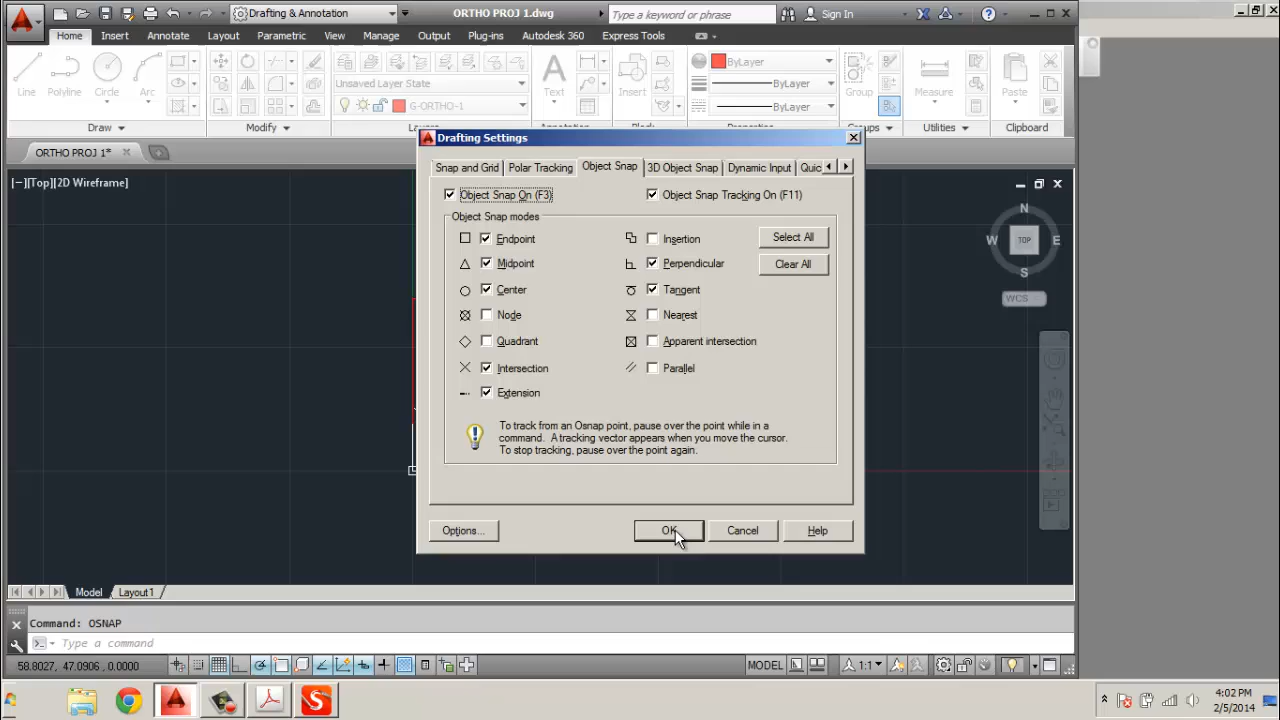 Drafting & Annotation
ORTHO PROJ 1.dwg
Type a keyword or phrase
Sign In
Home Insert Annotate Layout Parametric View Manage Output Plug-ins Autodesk 360 Express Tools
Unsaved Layer State
ByLayer
ByLayer
ByLayer
Line Polyline Circle Arc
G-ORTHO-1
Text
Insert
Group
Measure
Paste
Draw Modify Groups Utilities Clipboard
ORTHO PROJ 1*
[−][Top][2D Wireframe]
Drafting Settings
Snap and Grid Polar Tracking Object Snap 3D Object Snap Dynamic Input Quic
Object Snap On (F3) Object Snap Tracking On (F11)
Object Snap modes
Endpoint Insertion Select All
Midpoint Perpendicular Clear All
Center Tangent
Node Nearest
Quadrant Apparent intersection
Intersection Parallel
Extension
To track from an Osnap point, pause over the point while in a
command. A tracking vector appears when you move the cursor.
To stop tracking, pause over the point again.
Options... OK Cancel Help
N
W TOP E
S
WCS
Model Layout1
Command: OSNAP
Type a command
58.8027, 47.0906, 0.0000
MODEL
1:1
4:02 PM
2/5/2014